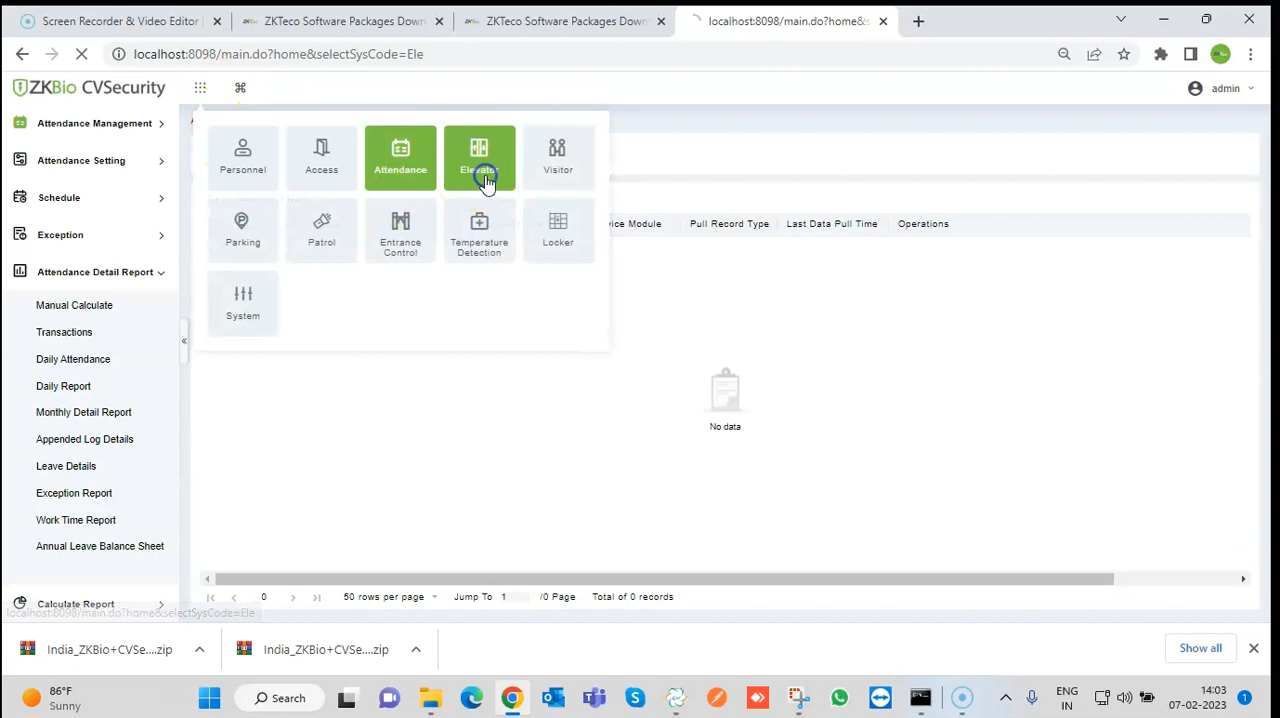 Screen Recorder & Video Editor
ZKTeco Software Packages Down
ZKTeco Software Packages Down
localhost:8098/main.do?home&s
localhost:8098/main.do?home&selectSysCode=Ele
ZKBio CVSecurity
admin
Attendance Management
Attendance Setting
Schedule
Exception
Attendance Detail Report
Manual Calculate
Transactions
Daily Attendance
Daily Report
Monthly Detail Report
Appended Log Details
Leave Details
Exception Report
Work Time Report
Annual Leave Balance Sheet
Calculate Report
localhost:8098/main.do?home&selectSysCode=Ele
Personnel
Access
Attendance
Elevator
Visitor
Parking
Patrol
Entrance
Control
Temperature
Detection
Locker
System
Module
Pull Record Type
Last Data Pull Time
Operations
No data
0
50 rows per page
Jump To
1
/0 Page
Total of 0 records
India_ZKBio+CVSe....zip
India_ZKBio+CVSe....zip
Show all
86°F
Sunny
Search
ENG
IN
14:03
07-02-2023
1